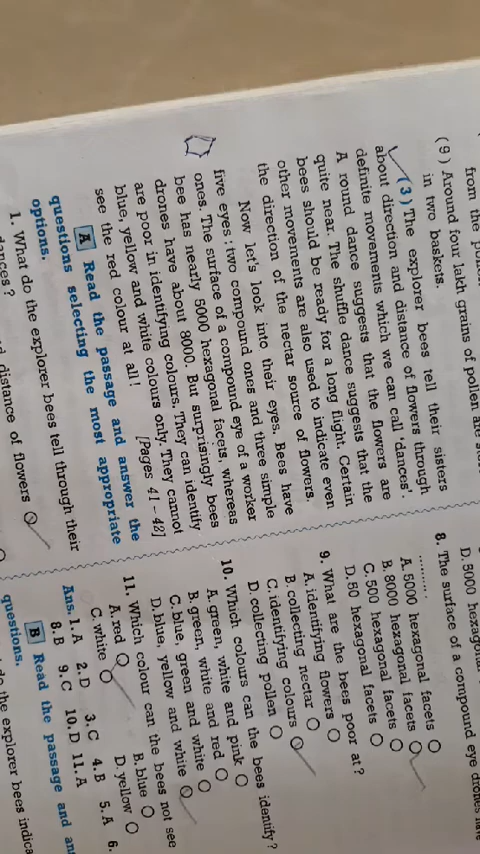 from the
(9) Around four lakh grains of pollen are
in two baskets.
(3) The explorer bees tell their sisters
about direction and distance of flowers through
definite movements which we can call 'dances'.
A round dance suggests that the flowers are
quite near. The shuffle dance suggests that the
bees should be ready for a long flight. Certain
other movements are also used to indicate even
the direction of the nectar source of flowers.
Now let's look into their eyes. Bees have
five eyes : two compound ones and three simple
ones. The surface of a compound eye of a worker
bee has nearly 5000 hexagonal facets, whereas
drones have about 8000. But surprisingly bees
are poor in identifying colours. They can identify
blue, yellow and white colours only. They cannot
see the red colour at all! [Pages 41 – 42]
A Read the passage and answer the
questions selecting the most appropriate
options.
1. What do the explorer bees tell through their
dances ?
distance of flowers
D. 3000 hexagonal
8. The surface of a compound eye drones have
..........
A. 5000 hexagonal facets
B. 8000 hexagonal facets
C. 500 hexagonal facets
D. 50 hexagonal facets
9. What are the bees poor at ?
A. identifying flowers
B. collecting nectar
C. identifying colours
D. collecting pollen
10. Which colours can the bees identify ?
A. green, white and pink
B. green, white and red
C. blue, green and white
D. blue, yellow and white
11. Which colour can the bees not see
A. red B. blue
C. white D. yellow
Ans. 1. A 2. D 3. C 4. B 5. A 6.
8. B 9. C 10. D 11. A
B Read the passage and
questions.
do the explorer bees